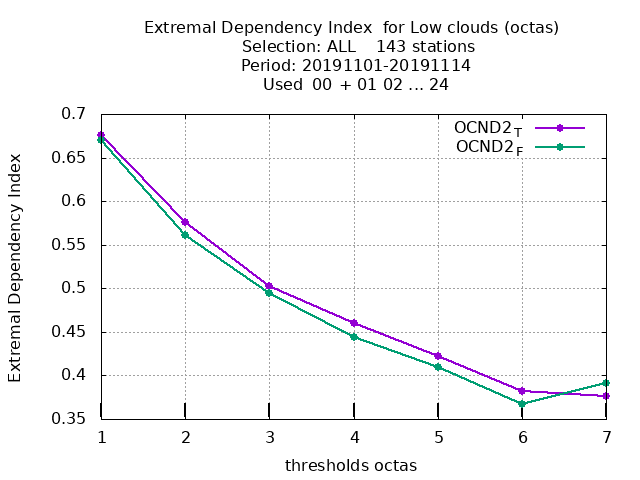 Extremal Dependency Index  for Low clouds (octas)
Selection: ALL    143 stations
Period: 20191101-20191114
Used  00 + 01 02 ... 24
OCND2T
OCND2F
Extremal Dependency Index
0.7
0.65
0.6
0.55
0.5
0.45
0.4
0.35
1 2 3 4 5 6 7
thresholds octas